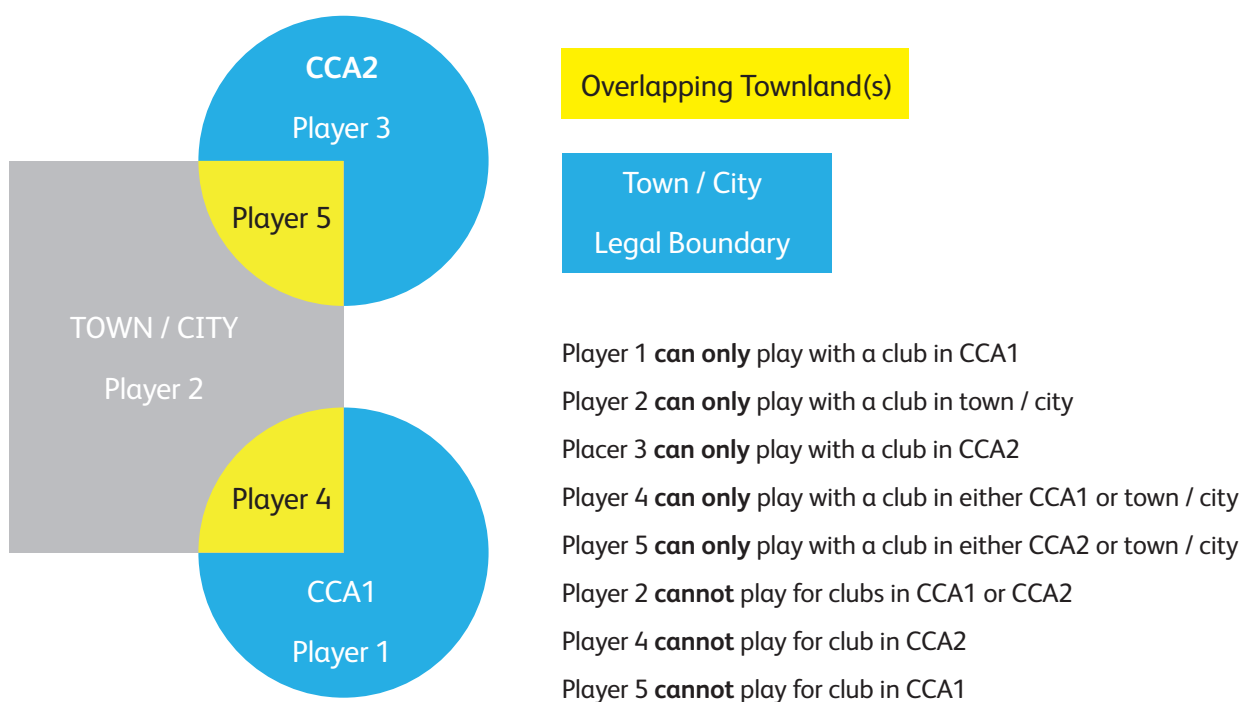 CCA2
Player 3
Player 5
TOWN / CITY
Player 2
Player 4
CCA1
Player 1
Overlapping Townland(s)
Town / City
Legal Boundary
Player 1 can only play with a club in CCA1
Player 2 can only play with a club in town / city
Placer 3 can only play with a club in CCA2
Player 4 can only play with a club in either CCA1 or town / city
Player 5 can only play with a club in either CCA2 or town / city
Player 2 cannot play for clubs in CCA1 or CCA2
Player 4 cannot play for club in CCA2
Player 5 cannot play for club in CCA1